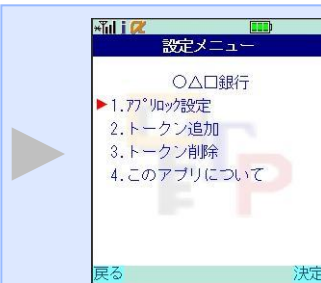 設定メニュー
○△□銀行
1.ｱﾌﾟﾘﾛｯｸ設定
2.トークン追加
3.トークン削除
4.このアプリについて
戻る 決定